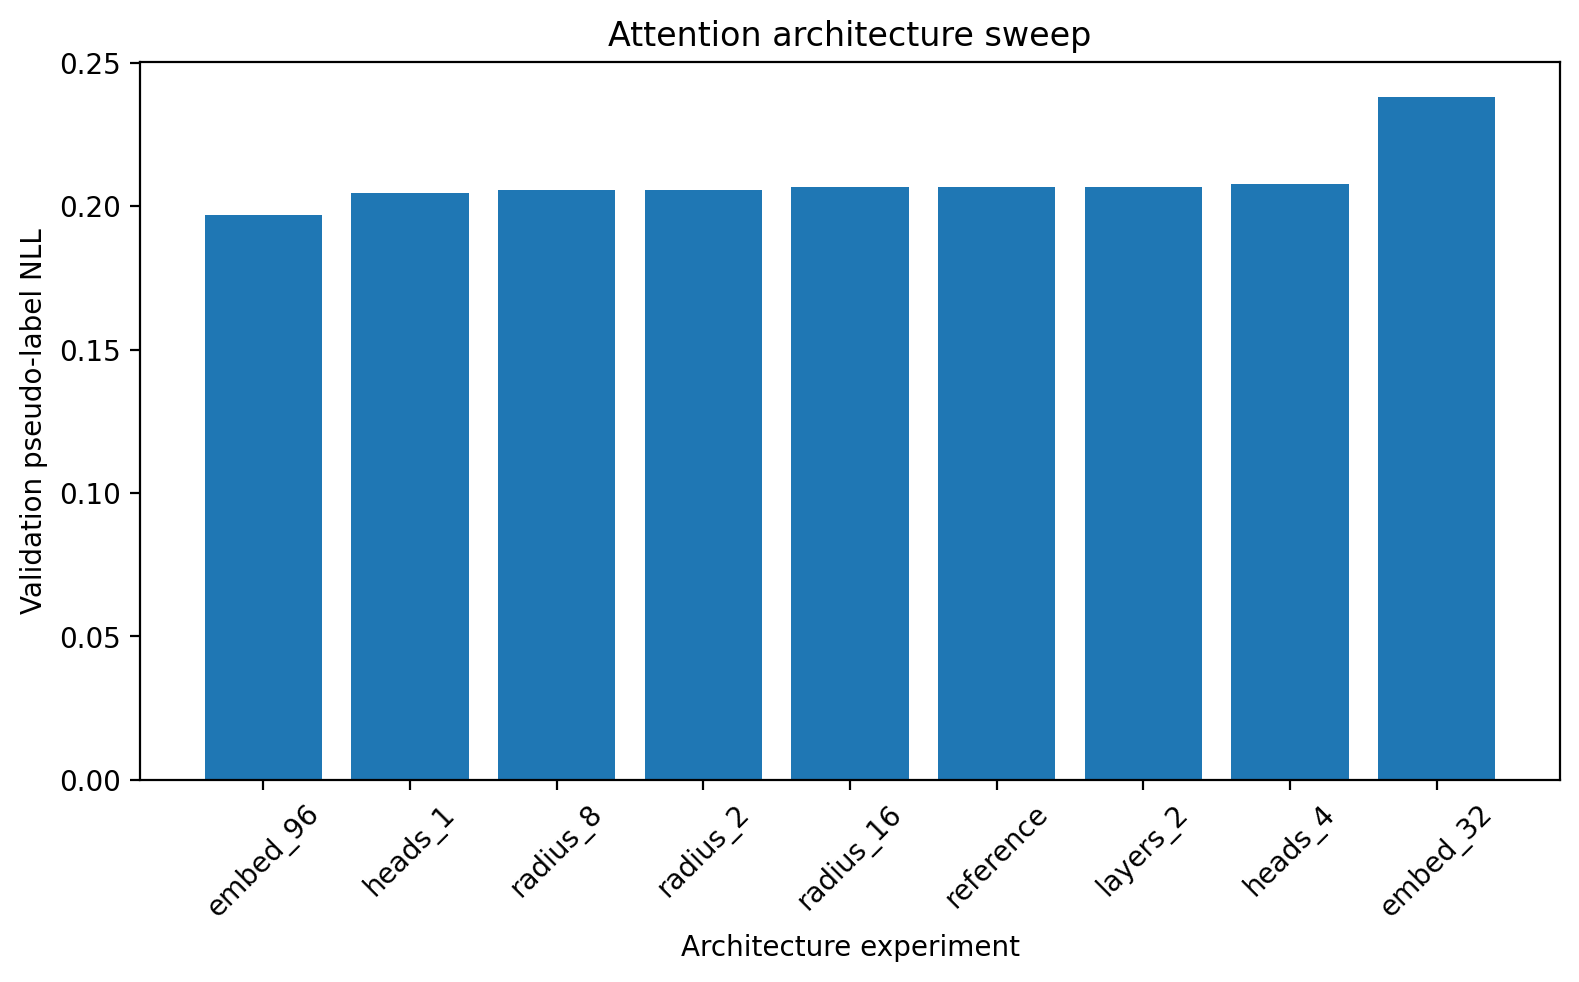 Attention architecture sweep
Validation pseudo-label NLL
0.25
0.20
0.15
0.10
0.05
0.00
embed_96
heads_1
radius_8
radius_2
radius_16
reference
layers_2
heads_4
embed_32
Architecture experiment